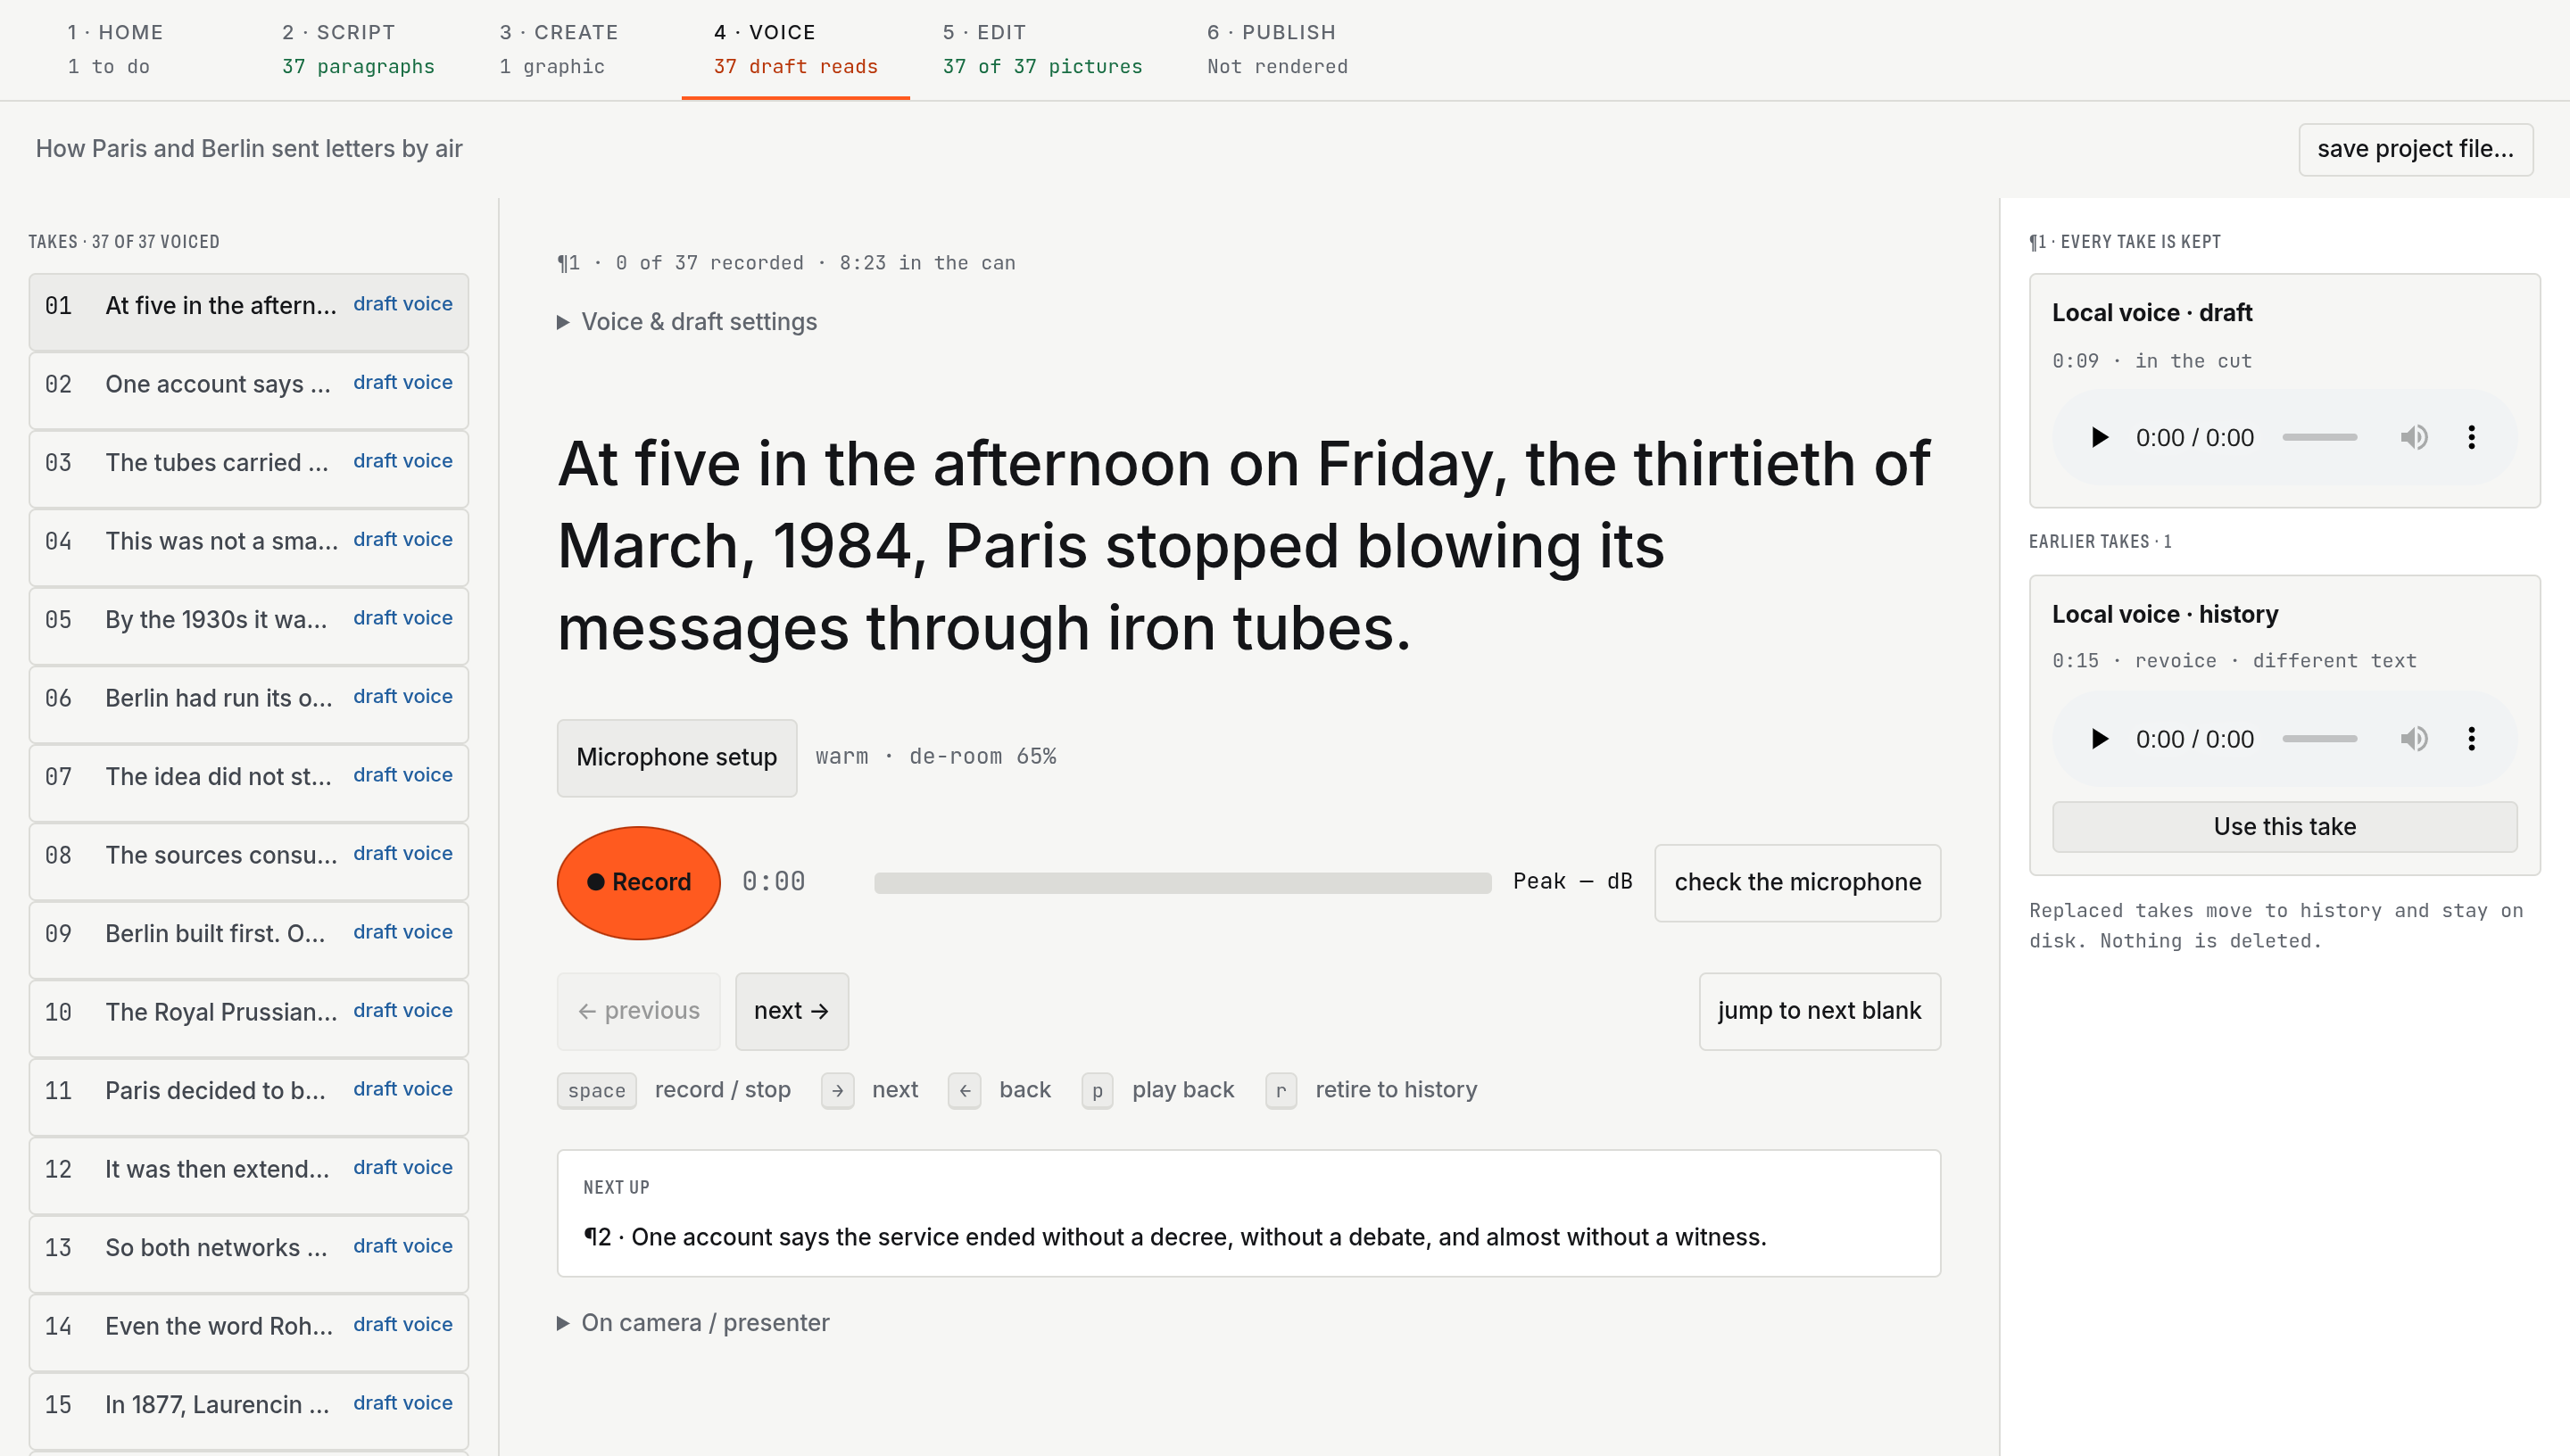 1 · HOME
1 to do
2 · SCRIPT
37 paragraphs
3 · CREATE
1 graphic
4 · VOICE
37 draft reads
5 · EDIT
37 of 37 pictures
6 · PUBLISH
Not rendered
How Paris and Berlin sent letters by air
save project file…
TAKES · 37 OF 37 VOICED
01 At five in the aftern… draft voice
02 One account says … draft voice
03 The tubes carried … draft voice
04 This was not a sma… draft voice
05 By the 1930s it wa… draft voice
06 Berlin had run its o… draft voice
07 The idea did not st… draft voice
08 The sources consu… draft voice
09 Berlin built first. O… draft voice
10 The Royal Prussian… draft voice
11 Paris decided to b… draft voice
12 It was then extend… draft voice
13 So both networks … draft voice
14 Even the word Roh… draft voice
15 In 1877, Laurencin … draft voice
¶1 · 0 of 37 recorded · 8:23 in the can
▶ Voice & draft settings
At five in the afternoon on Friday, the thirtieth of
March, 1984, Paris stopped blowing its
messages through iron tubes.
Microphone setup warm · de-room 65%
● Record 0:00 Peak — dB check the microphone
← previous next → jump to next blank
space record / stop → next ← back p play back r retire to history
NEXT UP
¶2 · One account says the service ended without a decree, without a debate, and almost without a witness.
▶ On camera / presenter
¶1 · EVERY TAKE IS KEPT
Local voice · draft
0:09 · in the cut
0:00 / 0:00
EARLIER TAKES · 1
Local voice · history
0:15 · revoice · different text
0:00 / 0:00
Use this take
Replaced takes move to history and stay on
disk. Nothing is deleted.